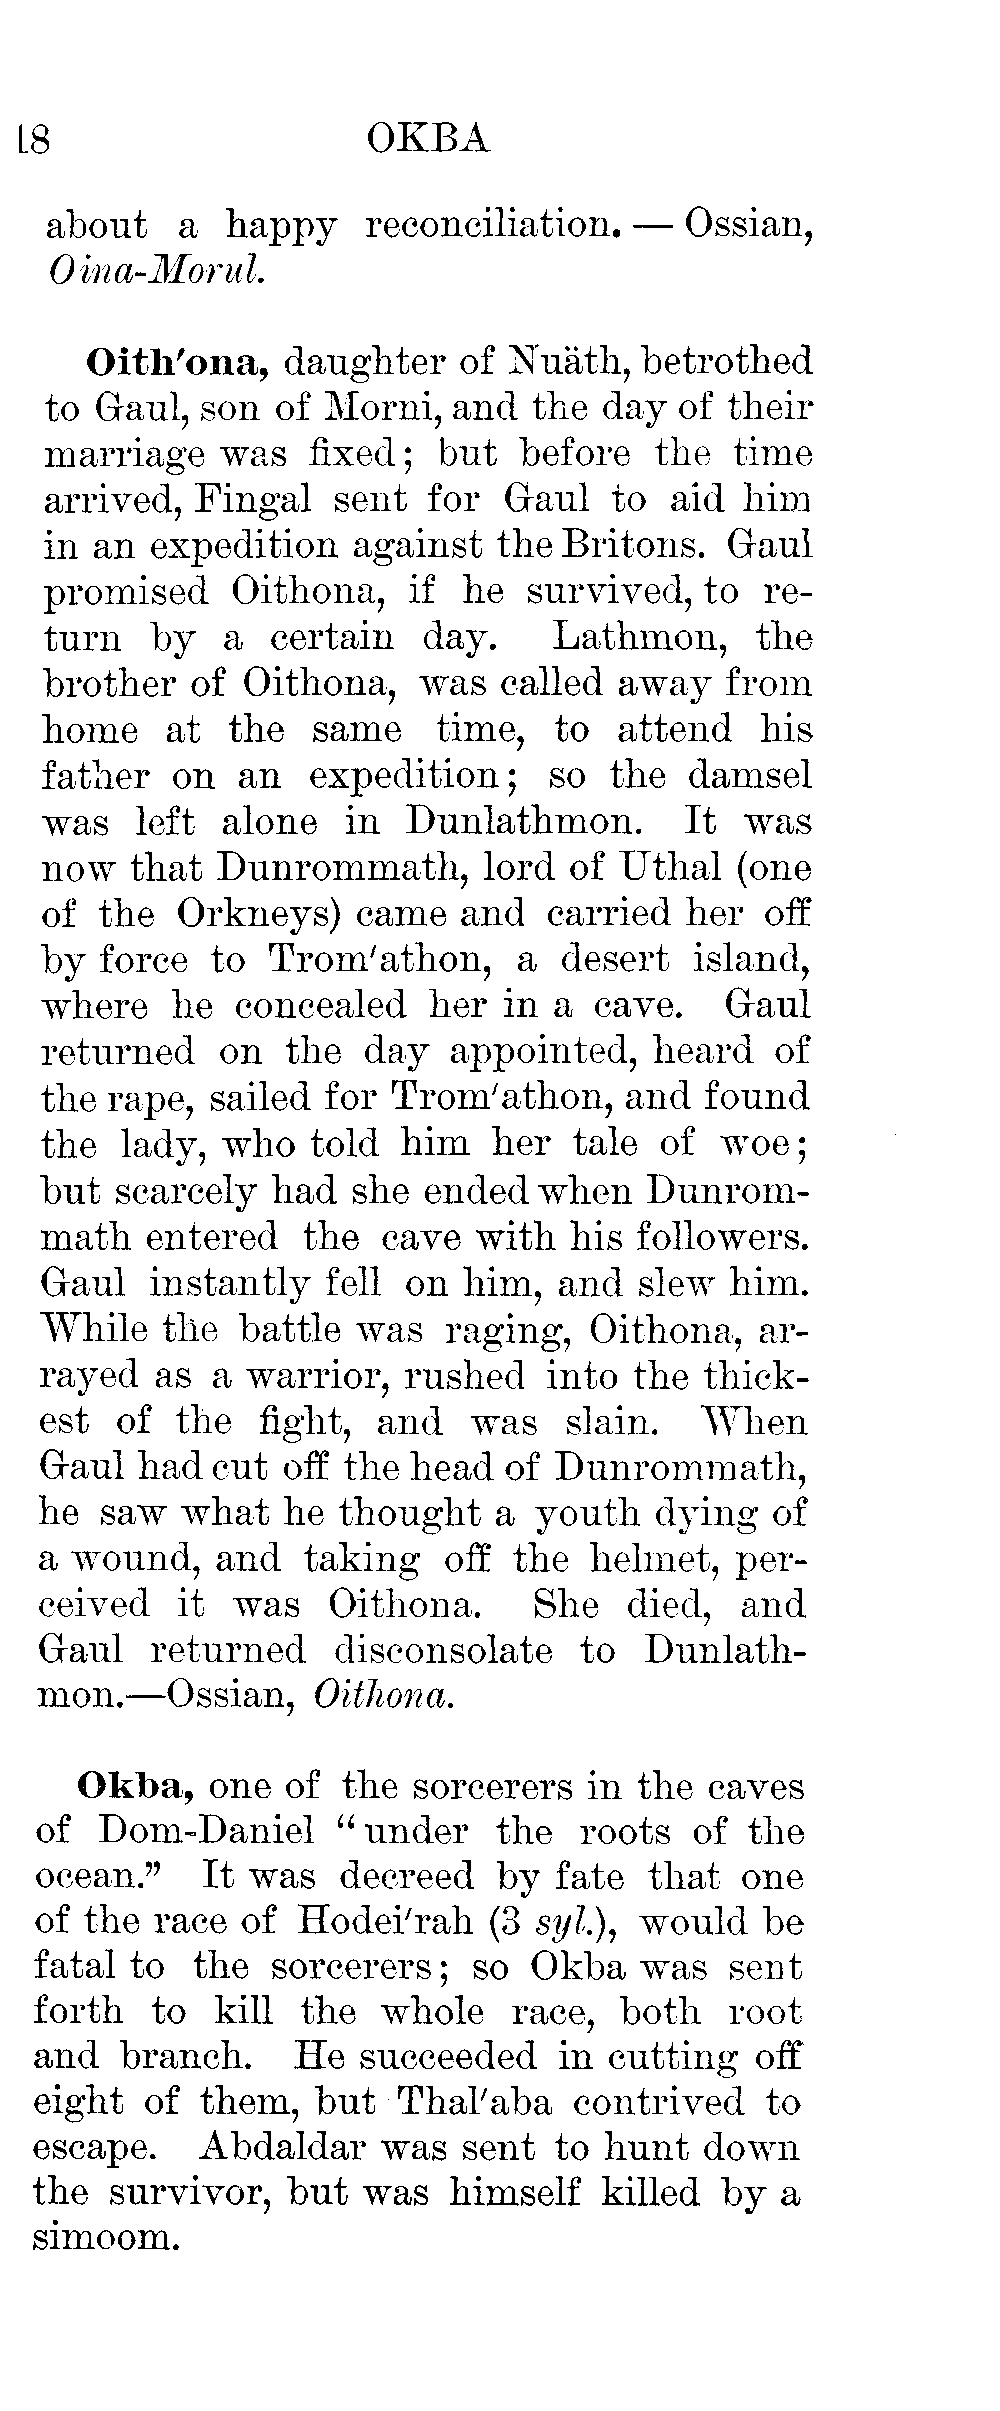 18 OKBA
about a happy reconciliation. — Ossian,
Oina-Morul.
Oith'ona, daughter of Nuäth, betrothed
to Gaul, son of Morni, and the day of their
marriage was fixed; but before the time
arrived, Fingal sent for Gaul to aid him
in an expedition against the Britons. Gaul
promised Oithona, if he survived, to re-
turn by a certain day. Lathmon, the
brother of Oithona, was called away from
home at the same time, to attend his
father on an expedition; so the damsel
was left alone in Dunlathmon. It was
now that Dunrommath, lord of Uthal (one
of the Orkneys) came and carried her off
by force to Trom'athon, a desert island,
where he concealed her in a cave. Gaul
returned on the day appointed, heard of
the rape, sailed for Trom'athon, and found
the lady, who told him her tale of woe;
but scarcely had she ended when Dunrom-
math entered the cave with his followers.
Gaul instantly fell on him, and slew him.
While the battle was raging, Oithona, ar-
rayed as a warrior, rushed into the thick-
est of the fight, and was slain. When
Gaul had cut off the head of Dunrommath,
he saw what he thought a youth dying of
a wound, and taking off the helmet, per-
ceived it was Oithona. She died, and
Gaul returned disconsolate to Dunlath-
mon.—Ossian, Oithona.
Okba, one of the sorcerers in the caves
of Dom-Daniel "under the roots of the
ocean." It was decreed by fate that one
of the race of Hodei'rah (3 syl.), would be
fatal to the sorcerers; so Okba was sent
forth to kill the whole race, both root
and branch. He succeeded in cutting off
eight of them, but Thal'aba contrived to
escape. Abdaldar was sent to hunt down
the survivor, but was himself killed by a
simoom.